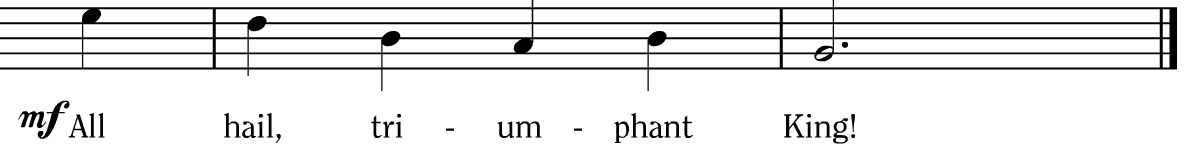 mf All hail, tri - um - phant King!